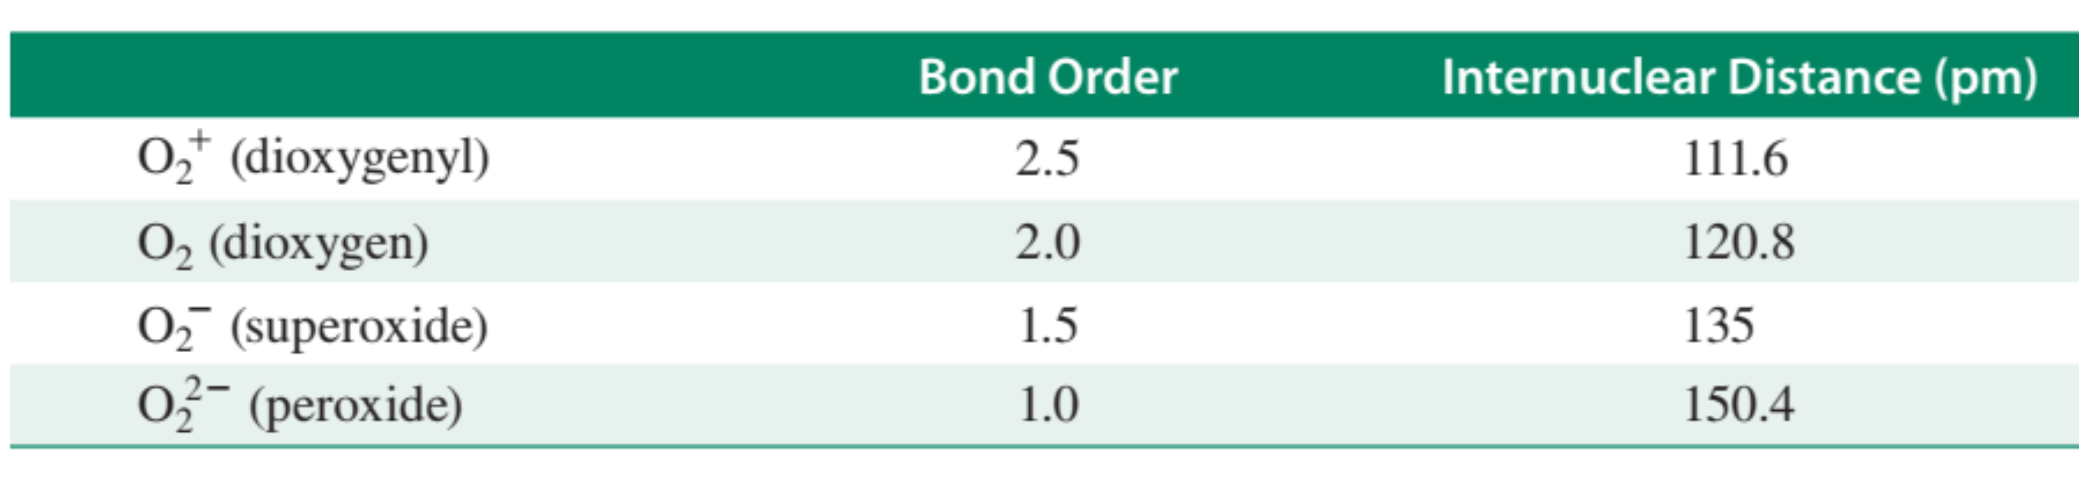 Bond Order Internuclear Distance (pm)
O₂⁺ (dioxygenyl) 2.5 111.6
O₂ (dioxygen) 2.0 120.8
O₂⁻ (superoxide) 1.5 135
O₂²⁻ (peroxide) 1.0 150.4